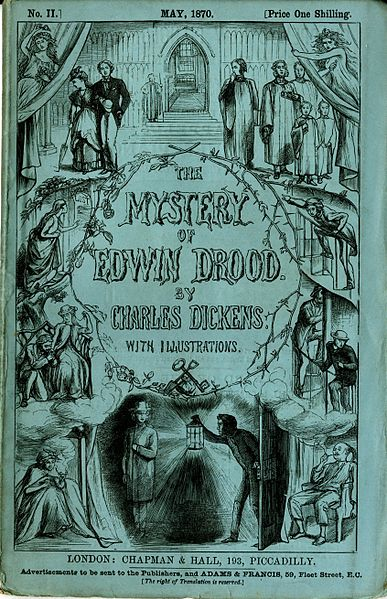 No. II.]
MAY, 1870.
[Price One Shilling.
THE
MYSTERY
OF
EDWIN DROOD.
BY
CHARLES DICKENS.
WITH ILLUSTRATIONS.
LONDON: CHAPMAN & HALL, 193, PICCADILLY.
Advertisements to be sent to the Publishers, and ADAMS & FRANCIS, 59, Fleet Street, E.C.
[The right of Translation is reserved.]